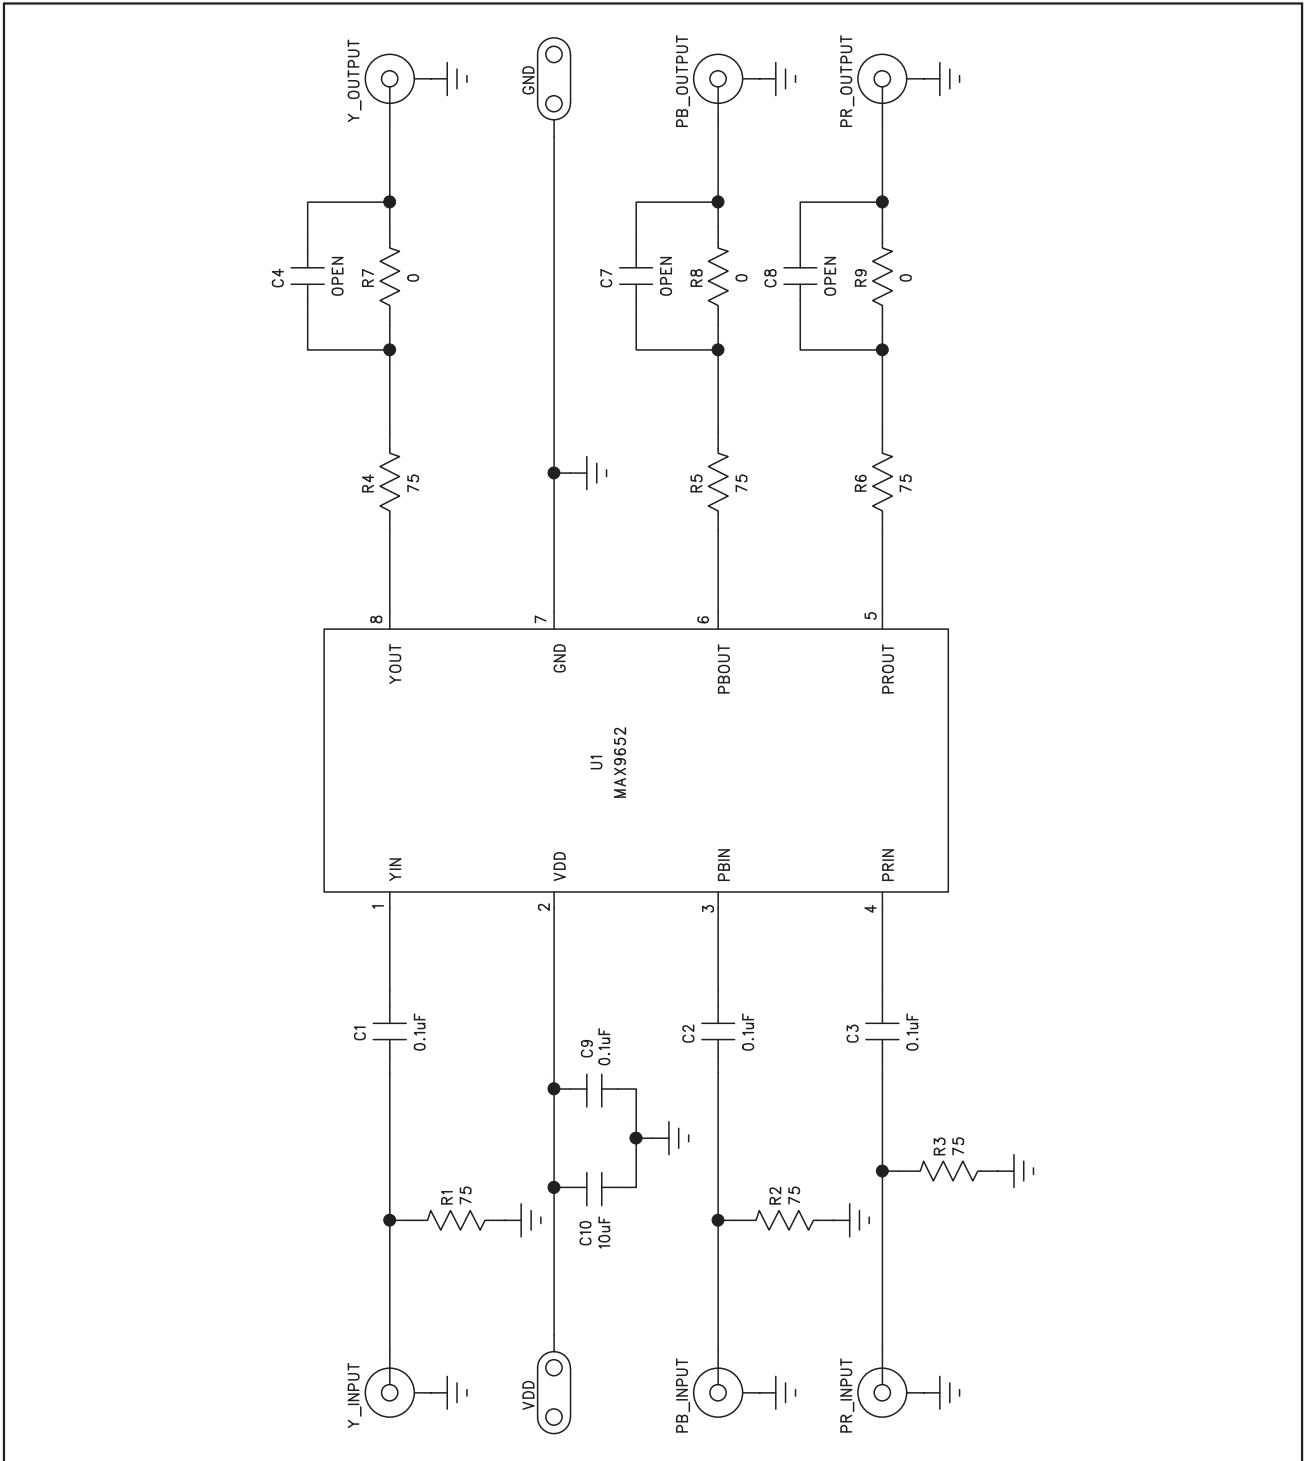 Y_OUTPUT
GND
PB_OUTPUT
PR_OUTPUT
C4
OPEN
R7
0
C7
OPEN
R8
0
C8
OPEN
R9
0
R4
75
R5
75
R6
75
8
7
6
5
YOUT
GND
PBOUT
PROUT
U1
MAX9652
YIN
VDD
PBIN
PRIN
1
2
3
4
C1
0.1uF
C9
0.1uF
C2
0.1uF
C3
0.1uF
R1
75
C10
10uF
R2
75
R3
75
Y_INPUT
VDD
PB_INPUT
PR_INPUT